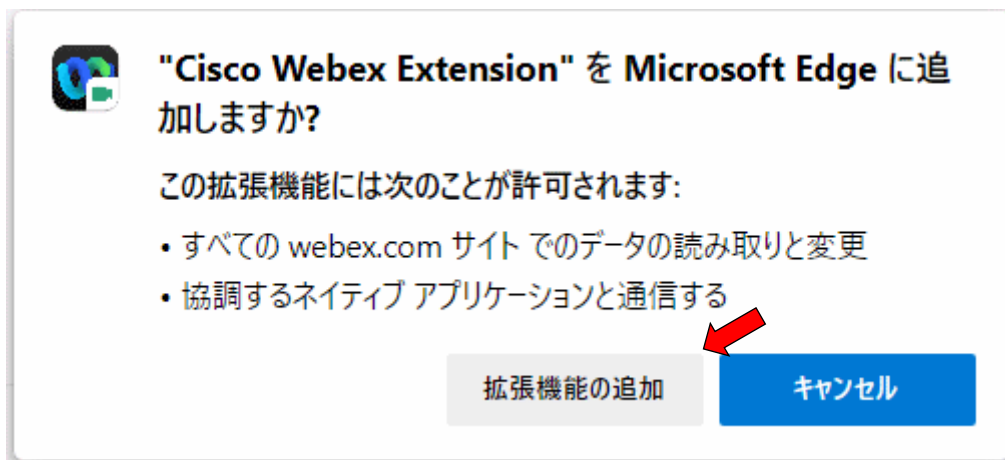 "Cisco Webex Extension" を Microsoft Edge に追
加しますか?
この拡張機能には次のことが許可されます:
• すべての webex.com サイト でのデータの読み取りと変更
• 協調するネイティブ アプリケーションと通信する
拡張機能の追加
キャンセル